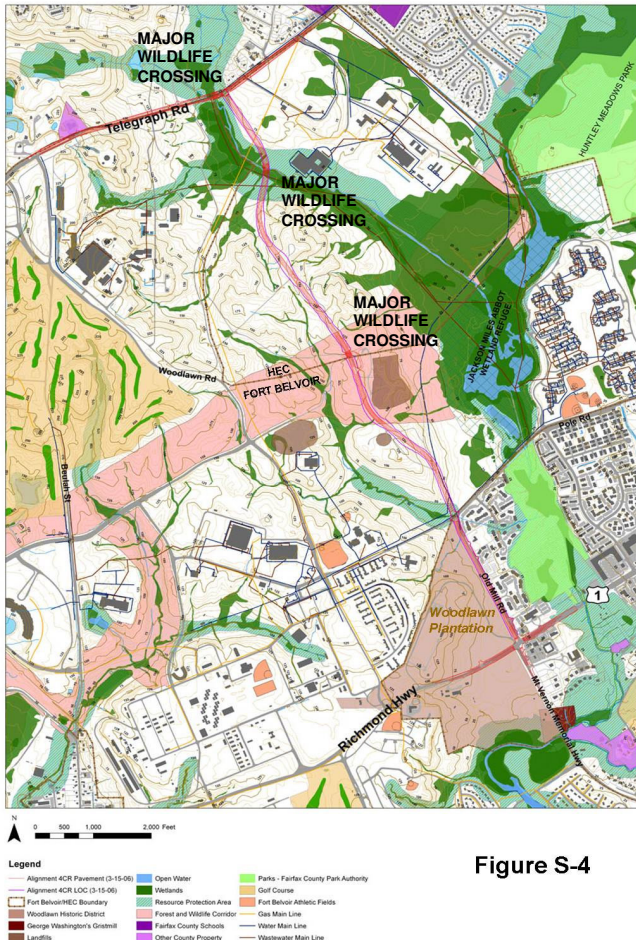 MAJOR
WILDLIFE
CROSSING
Telegraph Rd
HUNTLEY MEADOWS PARK
MAJOR
WILDLIFE
CROSSING
MAJOR
WILDLIFE
CROSSING
JACKSON MILES ABBOT
WETLAND REFUGE
Woodlawn Rd
HEC
FORT BELVOIR
Pole Rd
Beulah St
Old Mill Rd
1
Woodlawn
Plantation
Richmond Hwy
Mt Vernon Memorial Hwy
N
0 500 1,000 2,000 Feet
Figure S-4
Legend
Alignment 4CR Pavement (3-15-06)
Alignment 4CR LOC (3-15-06)
Fort Belvoir/HEC Boundary
Woodlawn Historic District
George Washington's Gristmill
Landfills
Open Water
Wetlands
Resource Protection Area
Forest and Wildlife Corridor
Fairfax County Schools
Other County Property
Parks - Fairfax County Park Authority
Golf Course
Fort Belvoir Athletic Fields
Gas Main Line
Water Main Line
Wastewater Main Line